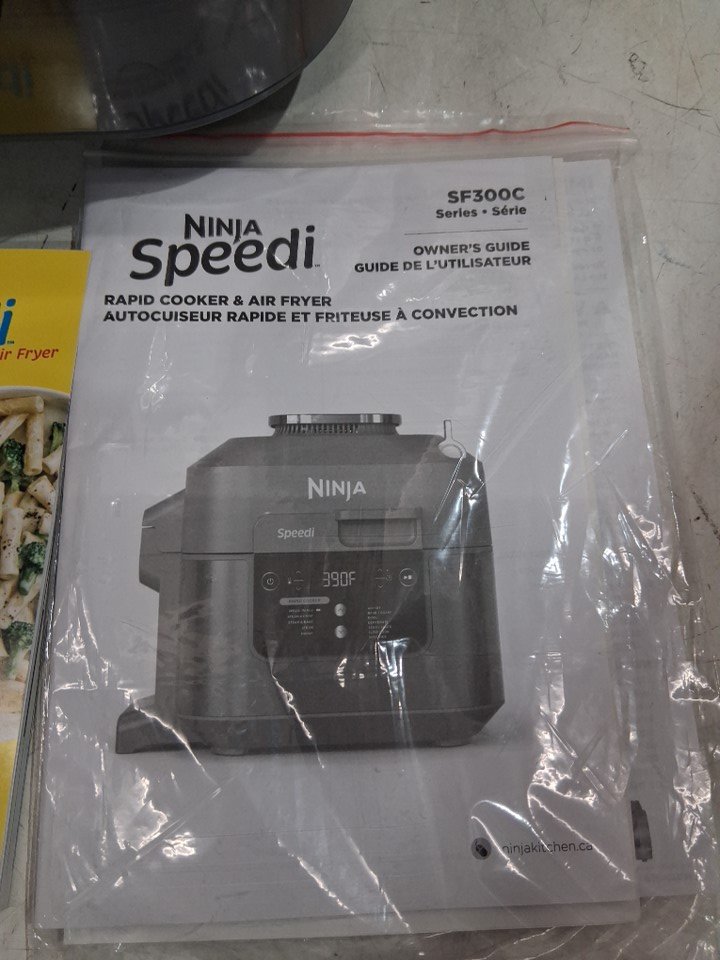 NINJA
Speedi™
SF300C
Series • Série
OWNER'S GUIDE
GUIDE DE L'UTILISATEUR
RAPID COOKER & AIR FRYER
AUTOCUISEUR RAPIDE ET FRITEUSE À CONVECTION
ir Fryer
NINJA
Speedi
390F
ninjakitchen.ca